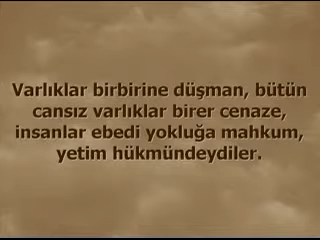 Varlıklar birbirine düşman, bütün
cansız varlıklar birer cenaze,
insanlar ebedi yokluğa mahkum,
yetim hükmündeydiler.